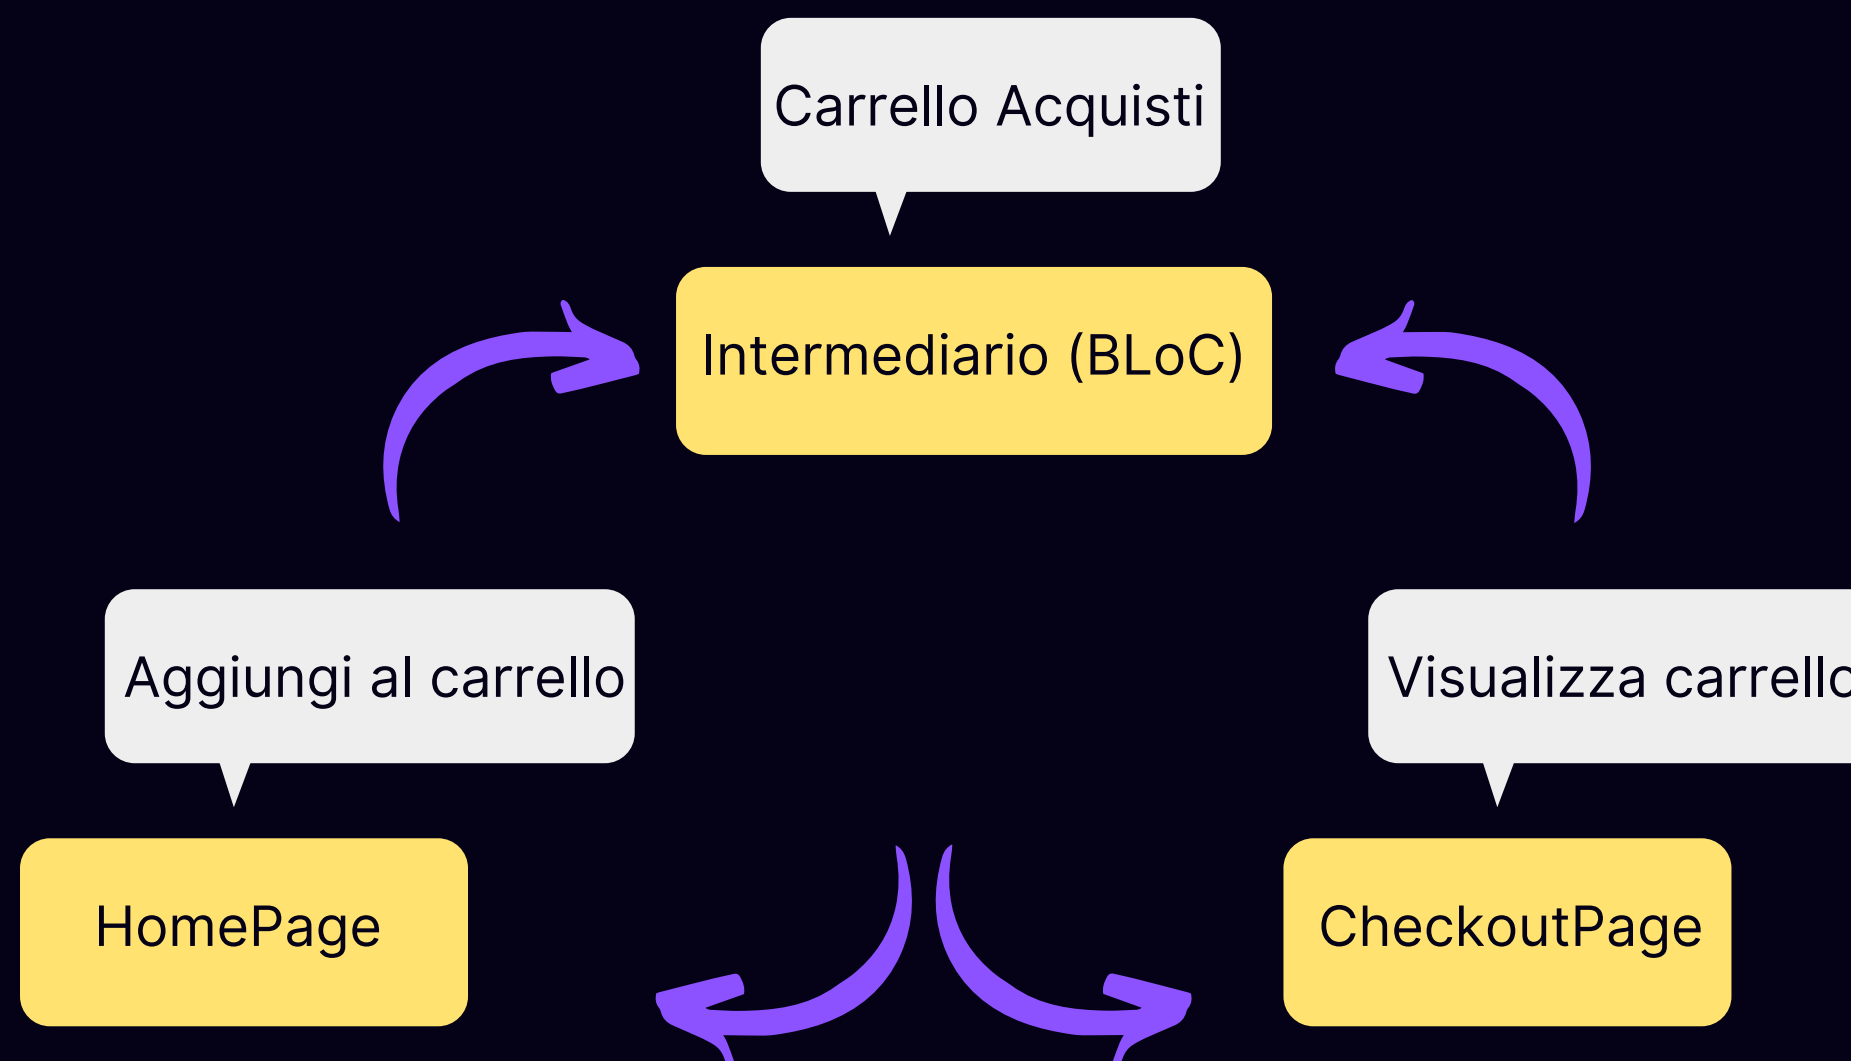 Carrello Acquisti
Intermediario (BLoC)
Aggiungi al carrello
Visualizza carrello
HomePage
CheckoutPage